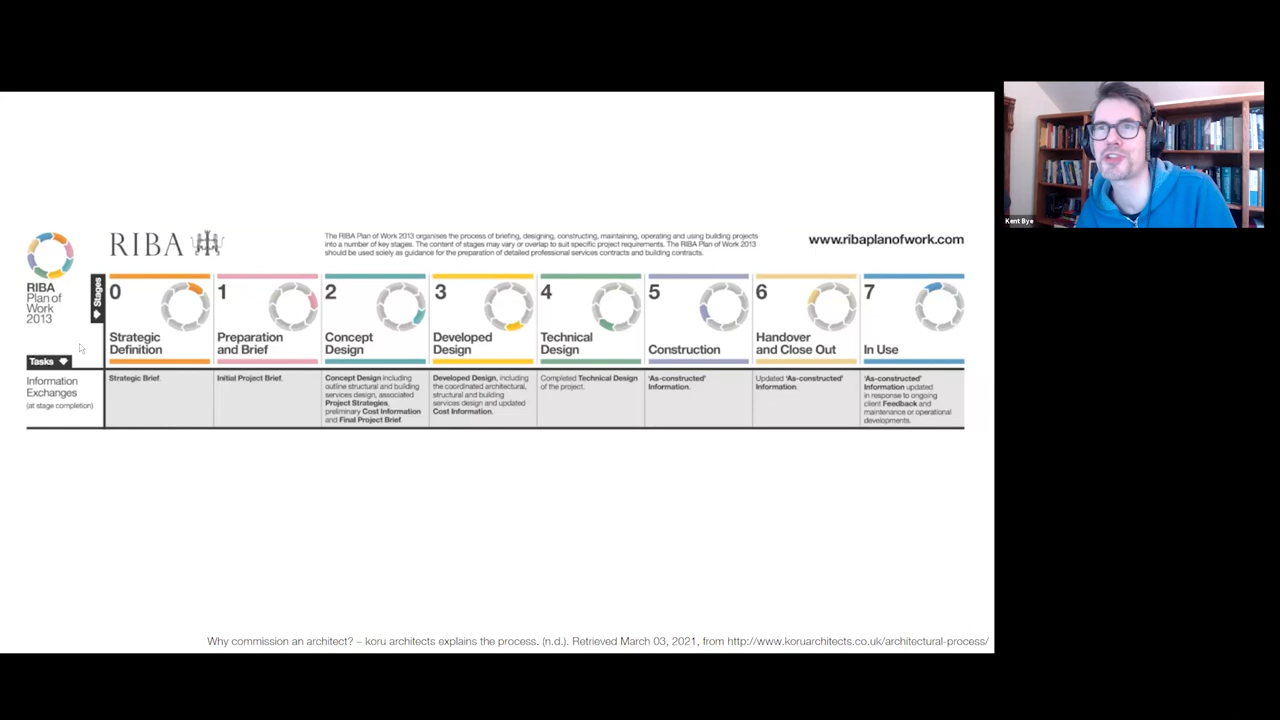 RIBA
The RIBA Plan of Work 2013 organises the process of briefing, designing, constructing, maintaining, operating and using building projects
into a number of key stages. The content of stages may vary or overlap to suit specific project requirements. The RIBA Plan of Work 2013
should be used solely as guidance for the preparation of detailed professional services contracts and building contracts.
www.ribaplanofwork.com
RIBA
Plan of
Work
2013
Stages
0
Strategic
Definition
1
Preparation
and Brief
2
Concept
Design
3
Developed
Design
4
Technical
Design
5
Construction
6
Handover
and Close Out
7
In Use
Tasks
Information
Exchanges
(at stage completion)
Strategic Brief.
Initial Project Brief.
Concept Design including
outline structural and building
services design, associated
Project Strategies,
preliminary Cost Information
and Final Project Brief.
Developed Design, including
the coordinated architectural,
structural and building
services design and updated
Cost Information.
Completed Technical Design
of the project.
'As-constructed'
Information.
Updated 'As-constructed'
Information.
'As-constructed'
Information updated
in response to ongoing
client Feedback and
maintenance or operational
developments.
Why commission an architect? – koru architects explains the process. (n.d.). Retrieved March 03, 2021, from http://www.koruarchitects.co.uk/architectural-process/
Kent Bye